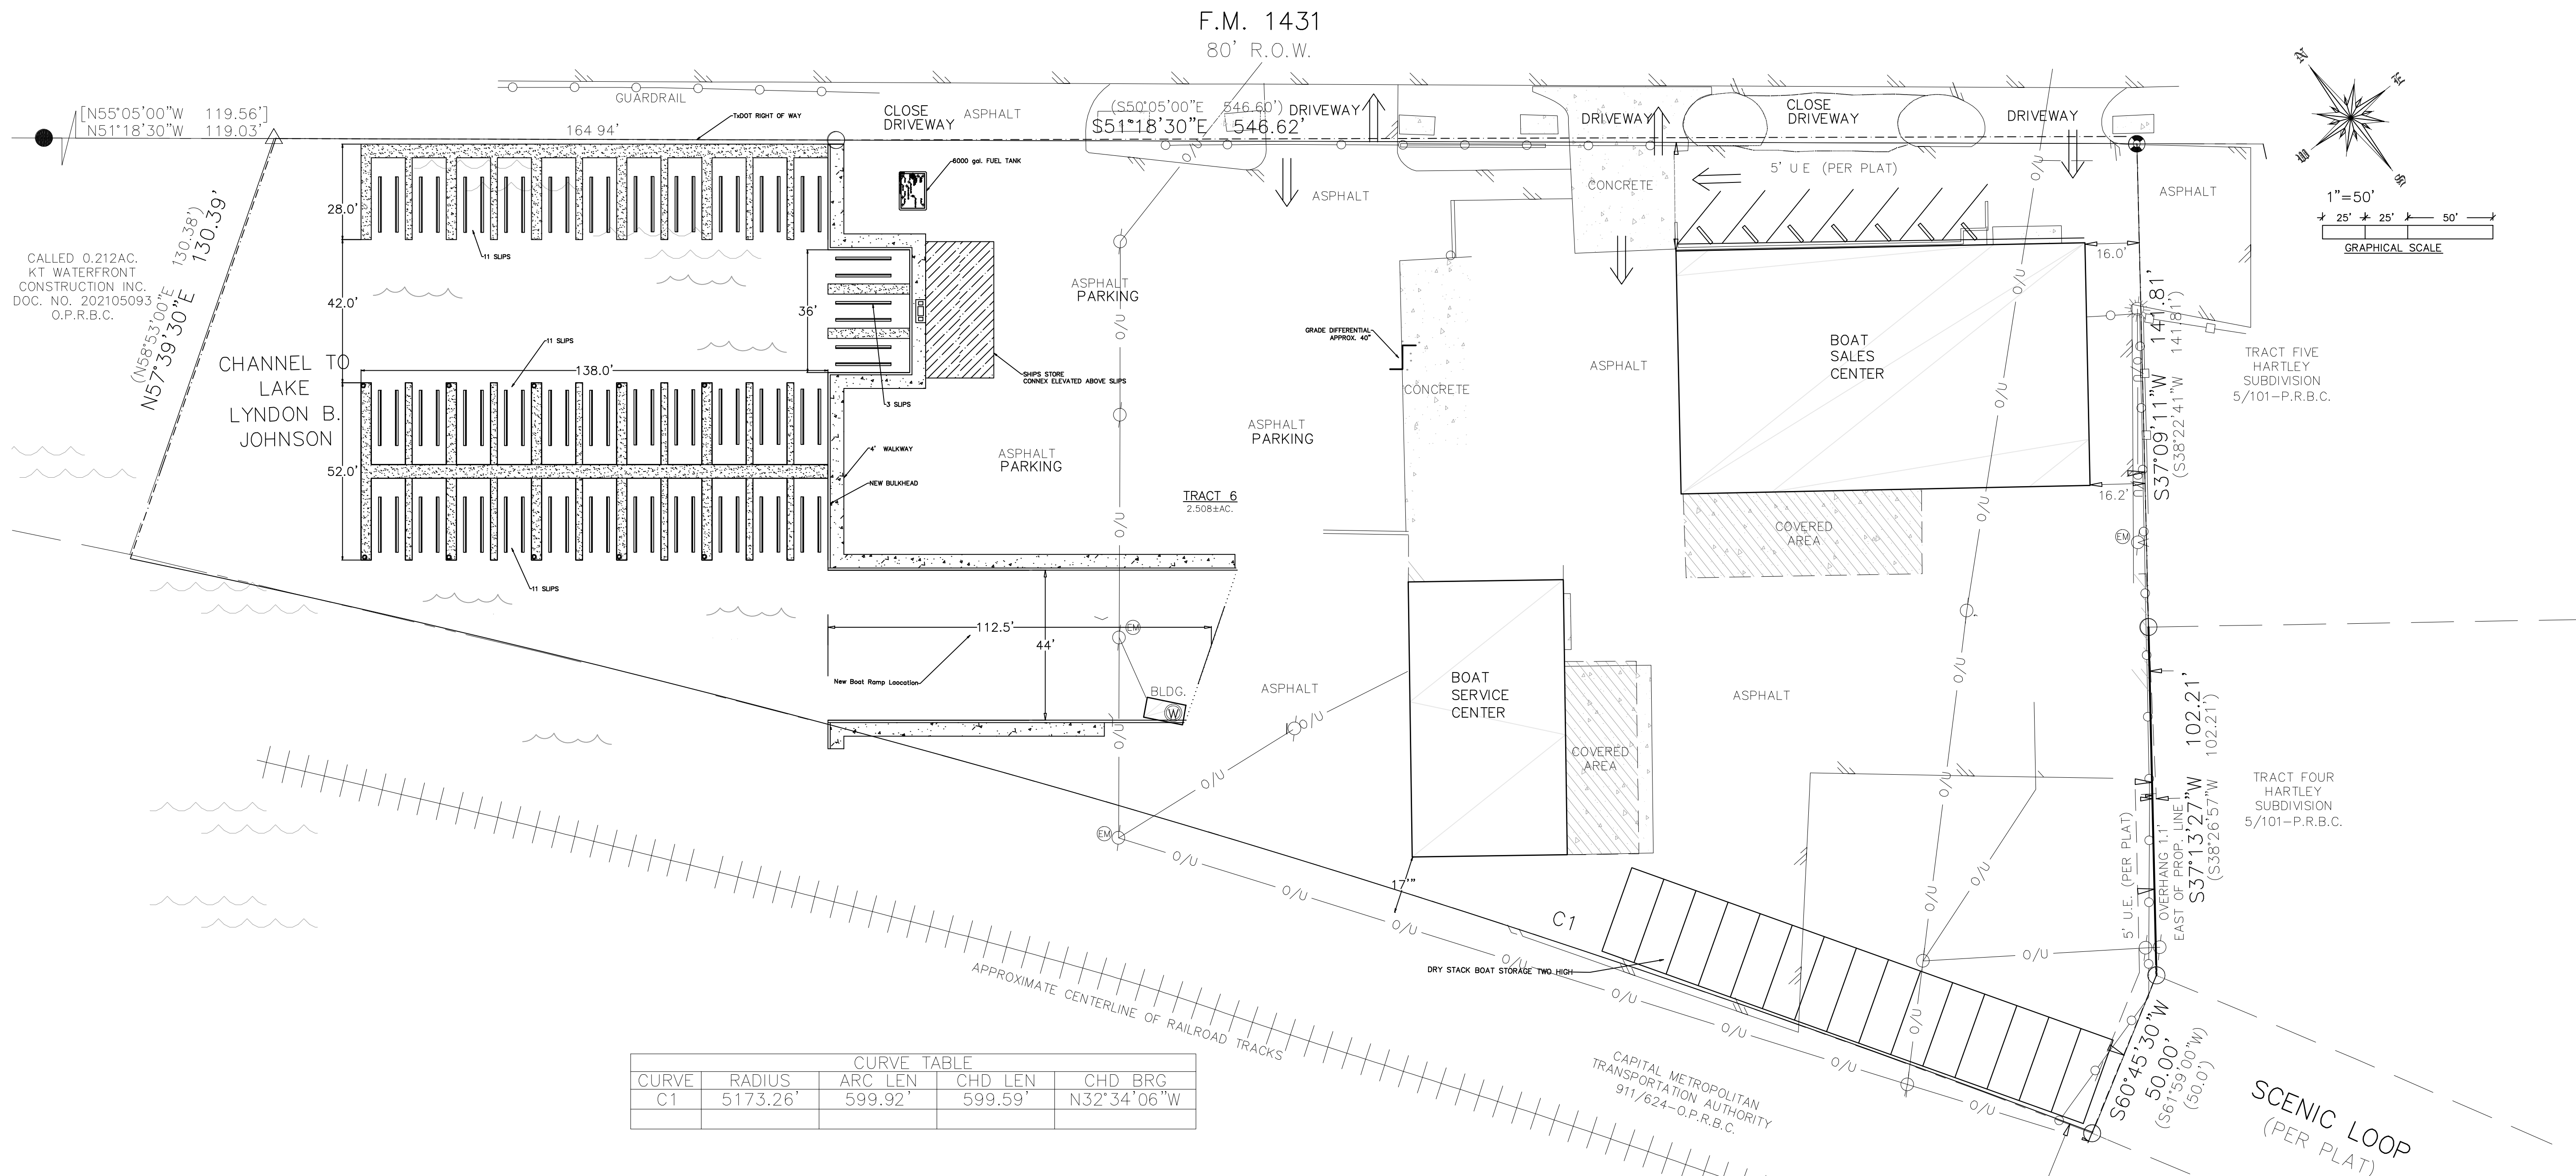 F.M. 1431
80' R.O.W.
GUARDRAIL
[N55°05'00"W 119.56']
N51°18'30"W 119.03'
164 94'
TxDOT RIGHT OF WAY
CLOSE
DRIVEWAY
ASPHALT
(S50°05'00"E 546.60')
S51°18'30"E 546.62'
DRIVEWAY
DRIVEWAY
CLOSE
DRIVEWAY
DRIVEWAY
N
E
S
W
1"=50'
25' 25' 50'
GRAPHICAL SCALE
6000 gal. FUEL TANK
O/U
ASPHALT
CONCRETE
5' U E (PER PLAT)
ASPHALT
28.0'
11 SLIPS
42.0'
36'
(N58°53'00"E 130.38')
N57°39'30"E 130.39'
CALLED 0.212AC.
KT WATERFRONT
CONSTRUCTION INC.
DOC. NO. 202105093
O.P.R.B.C.
CHANNEL TO
LAKE
LYNDON B.
JOHNSON
11 SLIPS
138.0'
3 SLIPS
SHIPS STORE
CONNEX ELEVATED ABOVE SLIPS
ASPHALT
PARKING
O/U
GRADE DIFFERENTIAL
APPROX. 40"
CONCRETE
ASPHALT
BOAT
SALES
CENTER
O/U
O/U
16.0'
S37°09'11"W 141.81'
(S38°22'41"W 141.81')
O/U
O/U
TRACT FIVE
HARTLEY
SUBDIVISION
5/101-P.R.B.C.
52.0'
4' WALKWAY
NEW BULKHEAD
ASPHALT
PARKING
ASPHALT
PARKING
TRACT 6
2.508±AC.
O/U
O/U
16.2'
COVERED
AREA
EM
11 SLIPS
112.5'
44'
EM
New Boat Ramp Laocation
BLDG.
W
O/U
ASPHALT
O/U
BOAT
SERVICE
CENTER
COVERED
AREA
ASPHALT
O/U
O/U
S37°13'27"W 102.21'
(S38°26'57"W 102.21')
TRACT FOUR
HARTLEY
SUBDIVISION
5/101-P.R.B.C.
5' U.E. (PER PLAT)
OVERHANG 1.1'
EAST OF PROP. LINE
EM
O/U
O/U
O/U
O/U
O/U
17'"
C1
DRY STACK BOAT STORAGE TWO HIGH
O/U
O/U
O/U
O/U
O/U
O/U
O/U
O/U
O/U
APPROXIMATE CENTERLINE OF RAILROAD TRACKS
CAPITAL METROPOLITAN
TRANSPORTATION AUTHORITY
911/624-O.P.R.B.C.
S60°45'30"W
50.00'
(S61°59'00"W)
(50.0')
SCENIC LOOP
(PER PLAT)
CURVE TABLE
CURVE RADIUS ARC LEN CHD LEN CHD BRG
C1 5173.26' 599.92' 599.59' N32°34'06"W